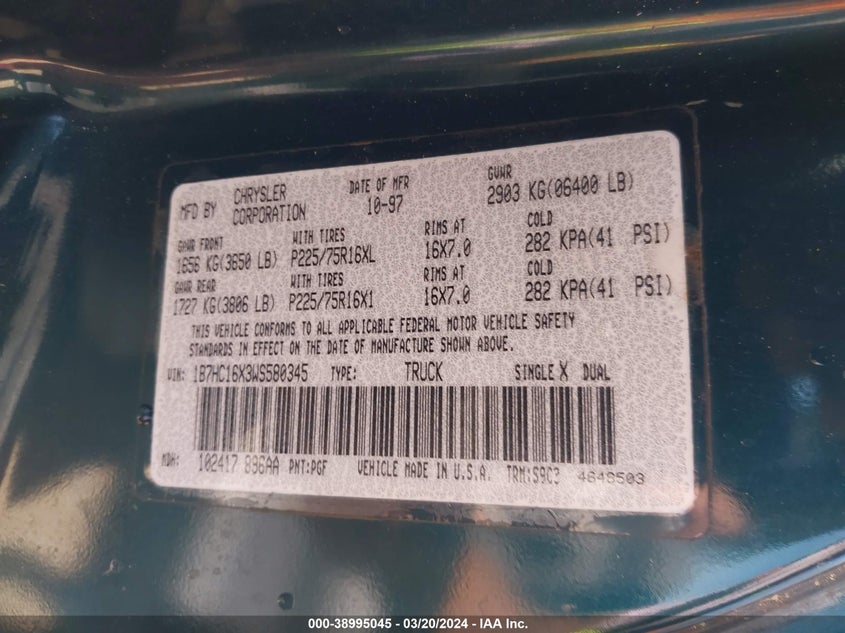 MFD BY CHRYSLER CORPORATION DATE OF MFR 10-97 GVWR 2903 KG(06400 LB)
GAWR FRONT WITH TIRES RIMS AT COLD
1656 KG(3650 LB) P225/75R16XL 16X7.0 282 KPA(41 PSI)
GAWR REAR WITH TIRES RIMS AT COLD
1727 KG(3806 LB) P225/75R16X1 16X7.0 282 KPA(41 PSI)
THIS VEHICLE CONFORMS TO ALL APPLICABLE FEDERAL MOTOR VEHICLE SAFETY
STANDARDS IN EFFECT ON THE DATE OF MANUFACTURE SHOWN ABOVE.
VIN: 1B7HC16X3WS580345 TYPE: TRUCK SINGLE X DUAL
MDH: 102417 896AA PNT:PGF VEHICLE MADE IN U.S.A. TRM:S9C3 4648503
000-38995045 - 03/20/2024 - IAA Inc.